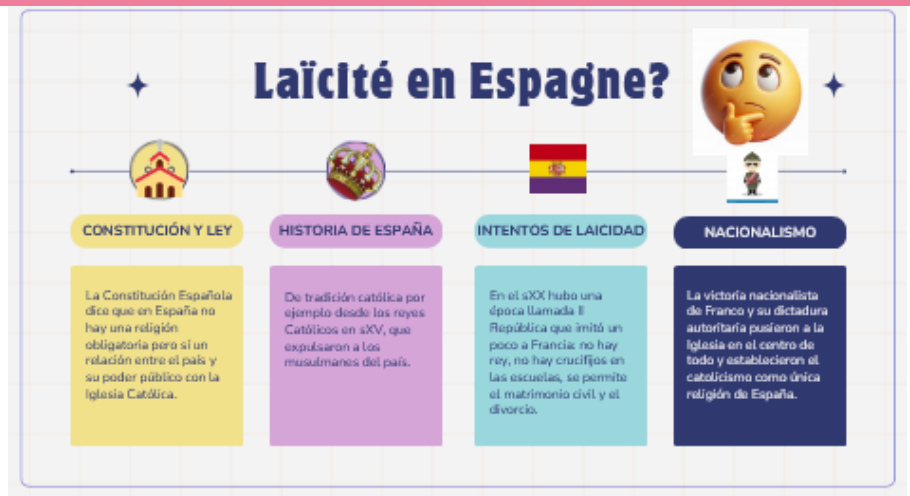 Laïcité en Espagne?
CONSTITUCIÓN Y LEY
La Constitución Española
dice que en España no
hay una religión
obligatoria pero sí un
relación entre el país y
su poder público con la
Iglesia Católica.
HISTORIA DE ESPAÑA
De tradición católica por
ejemplo desde los reyes
Católicos en sXV, que
expulsaron a los
musulmanes del país.
INTENTOS DE LAICIDAD
En el sXX hubo una
época llamada II
República que imitó un
poco a Francia: no hay
rey, no hay crucifijos en
las escuelas, se permite
el matrimonio civil y el
divorcio.
NACIONALISMO
La victoria nacionalista
de Franco y su dictadura
autoritaria pusieron a la
Iglesia en el centro de
todo y establecieron el
catolicismo como única
religión de España.